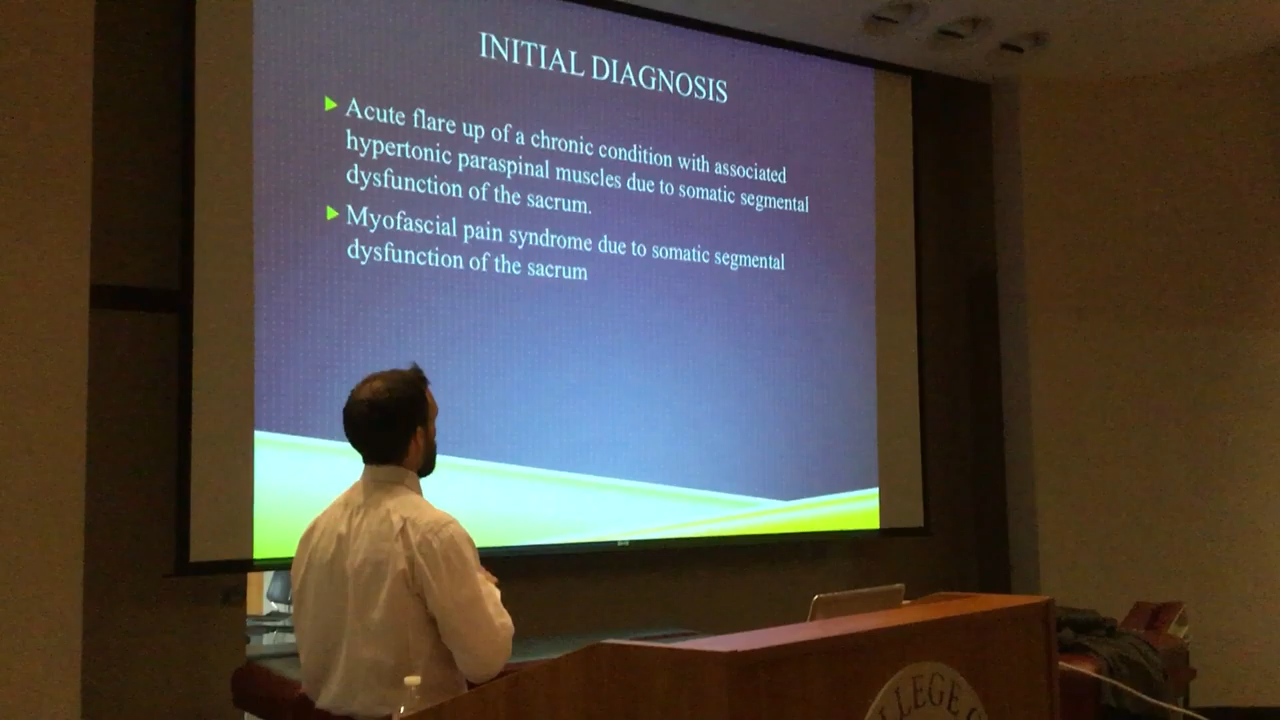 INITIAL DIAGNOSIS
Acute flare up of a chronic condition with associated
hypertonic paraspinal muscles due to somatic segmental
dysfunction of the sacrum.
Myofascial pain syndrome due to somatic segmental
dysfunction of the sacrum